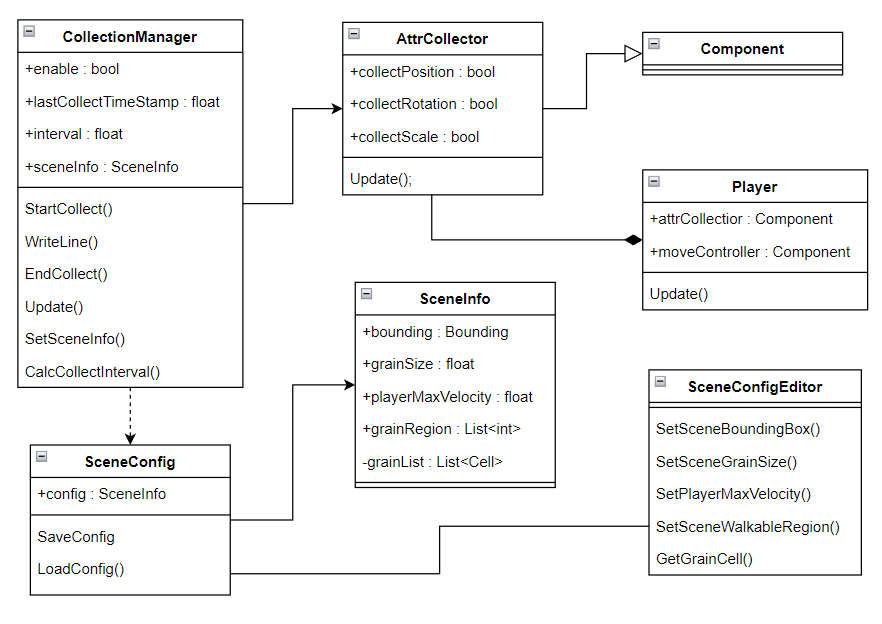 CollectionManager
+enable : bool
+lastCollectTimeStamp : float
+interval : float
+sceneInfo : SceneInfo
StartCollect()
WriteLine()
EndCollect()
Update()
SetSceneInfo()
CalcCollectInterval()
AttrCollector
+collectPosition : bool
+collectRotation : bool
+collectScale : bool
Update();
Component
Player
+attrCollectior : Component
+moveController : Component
Update()
SceneInfo
+bounding : Bounding
+grainSize : float
+playerMaxVelocity : float
+grainRegion : List<int>
-grainList : List<Cell>
SceneConfigEditor
SetSceneBoundingBox()
SetSceneGrainSize()
SetPlayerMaxVelocity()
SetSceneWalkableRegion()
GetGrainCell()
SceneConfig
+config : SceneInfo
SaveConfig
LoadConfig()